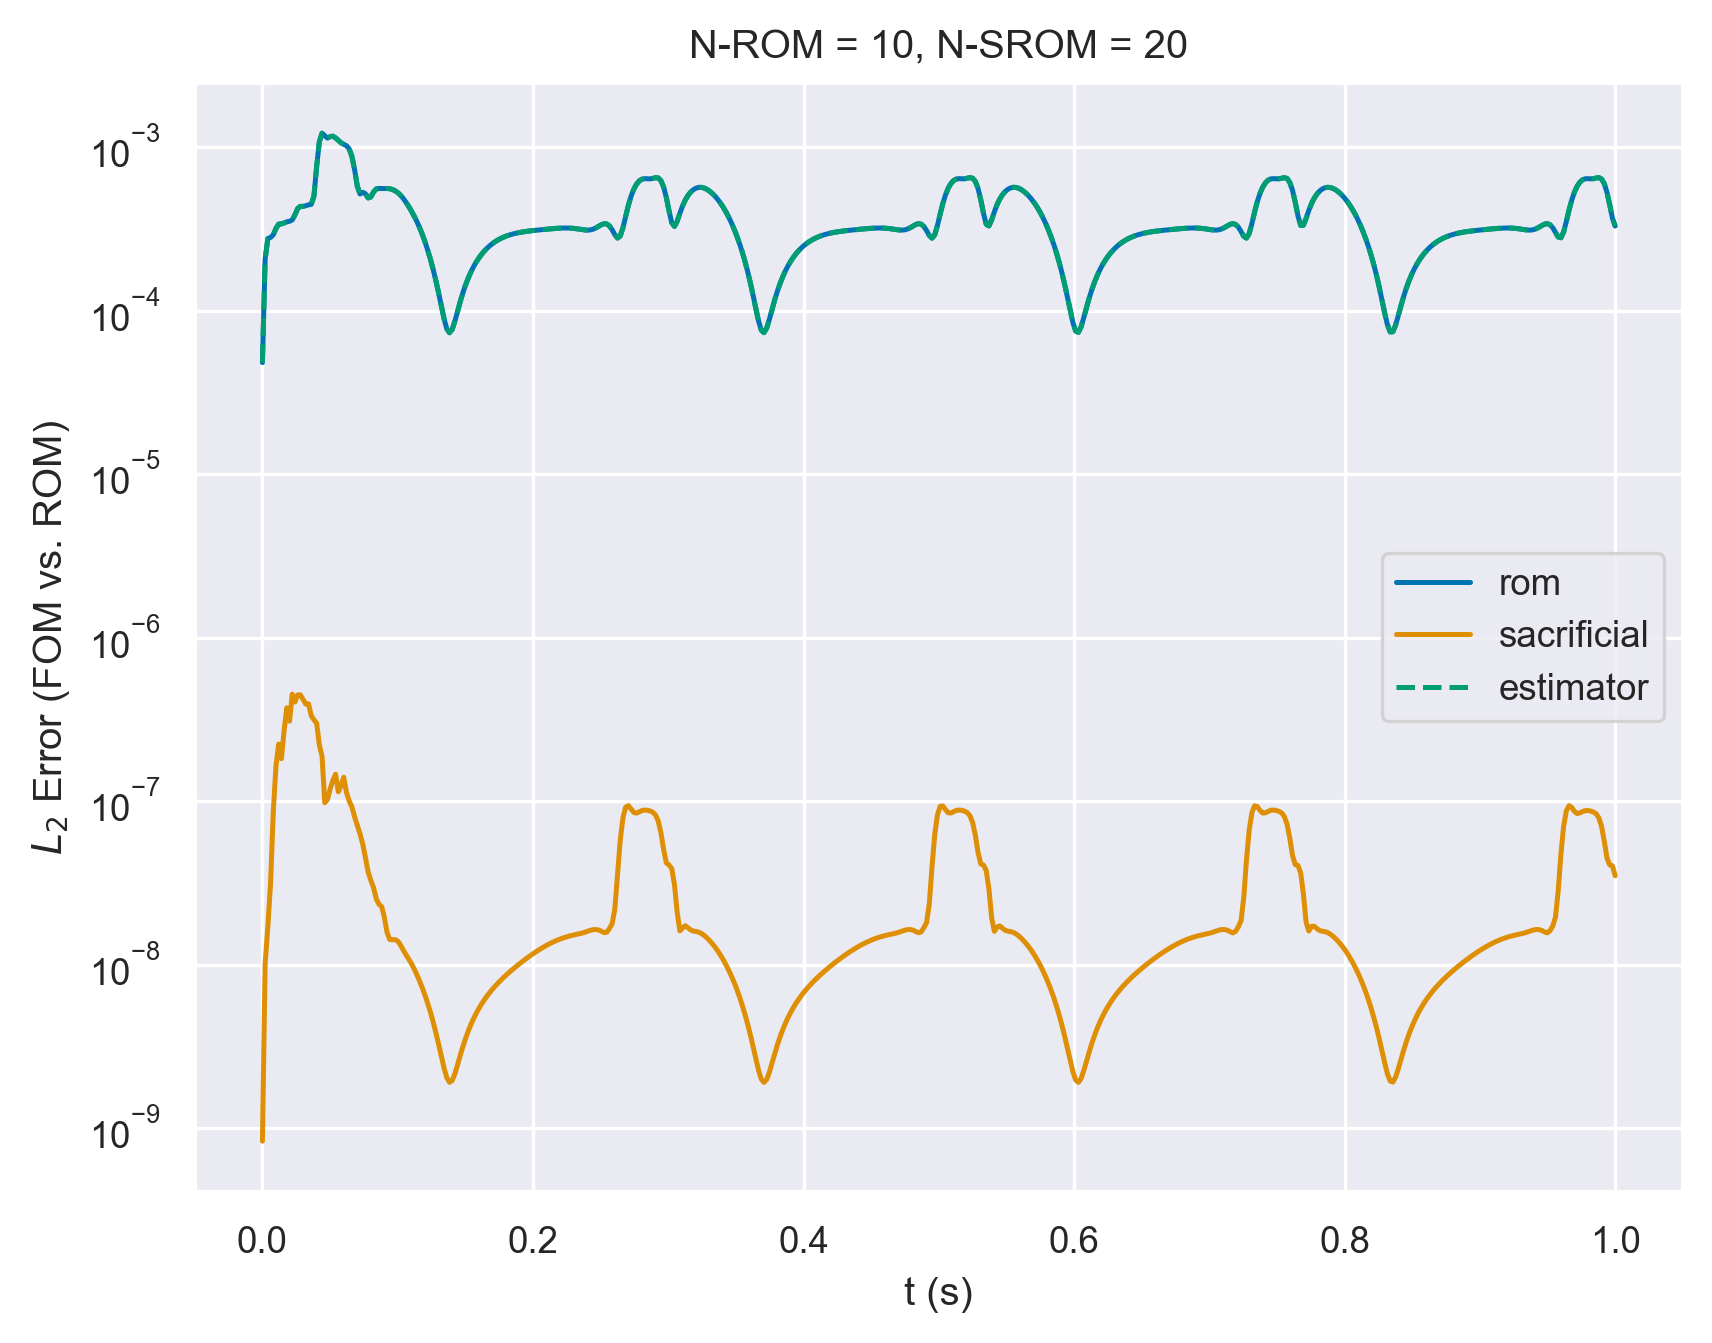 N-ROM = 10, N-SROM = 20
L₂ Error (FOM vs. ROM)
10⁻³
10⁻⁴
10⁻⁵
10⁻⁶
10⁻⁷
10⁻⁸
10⁻⁹
rom
sacrificial
estimator
0.0 0.2 0.4 0.6 0.8 1.0
t (s)